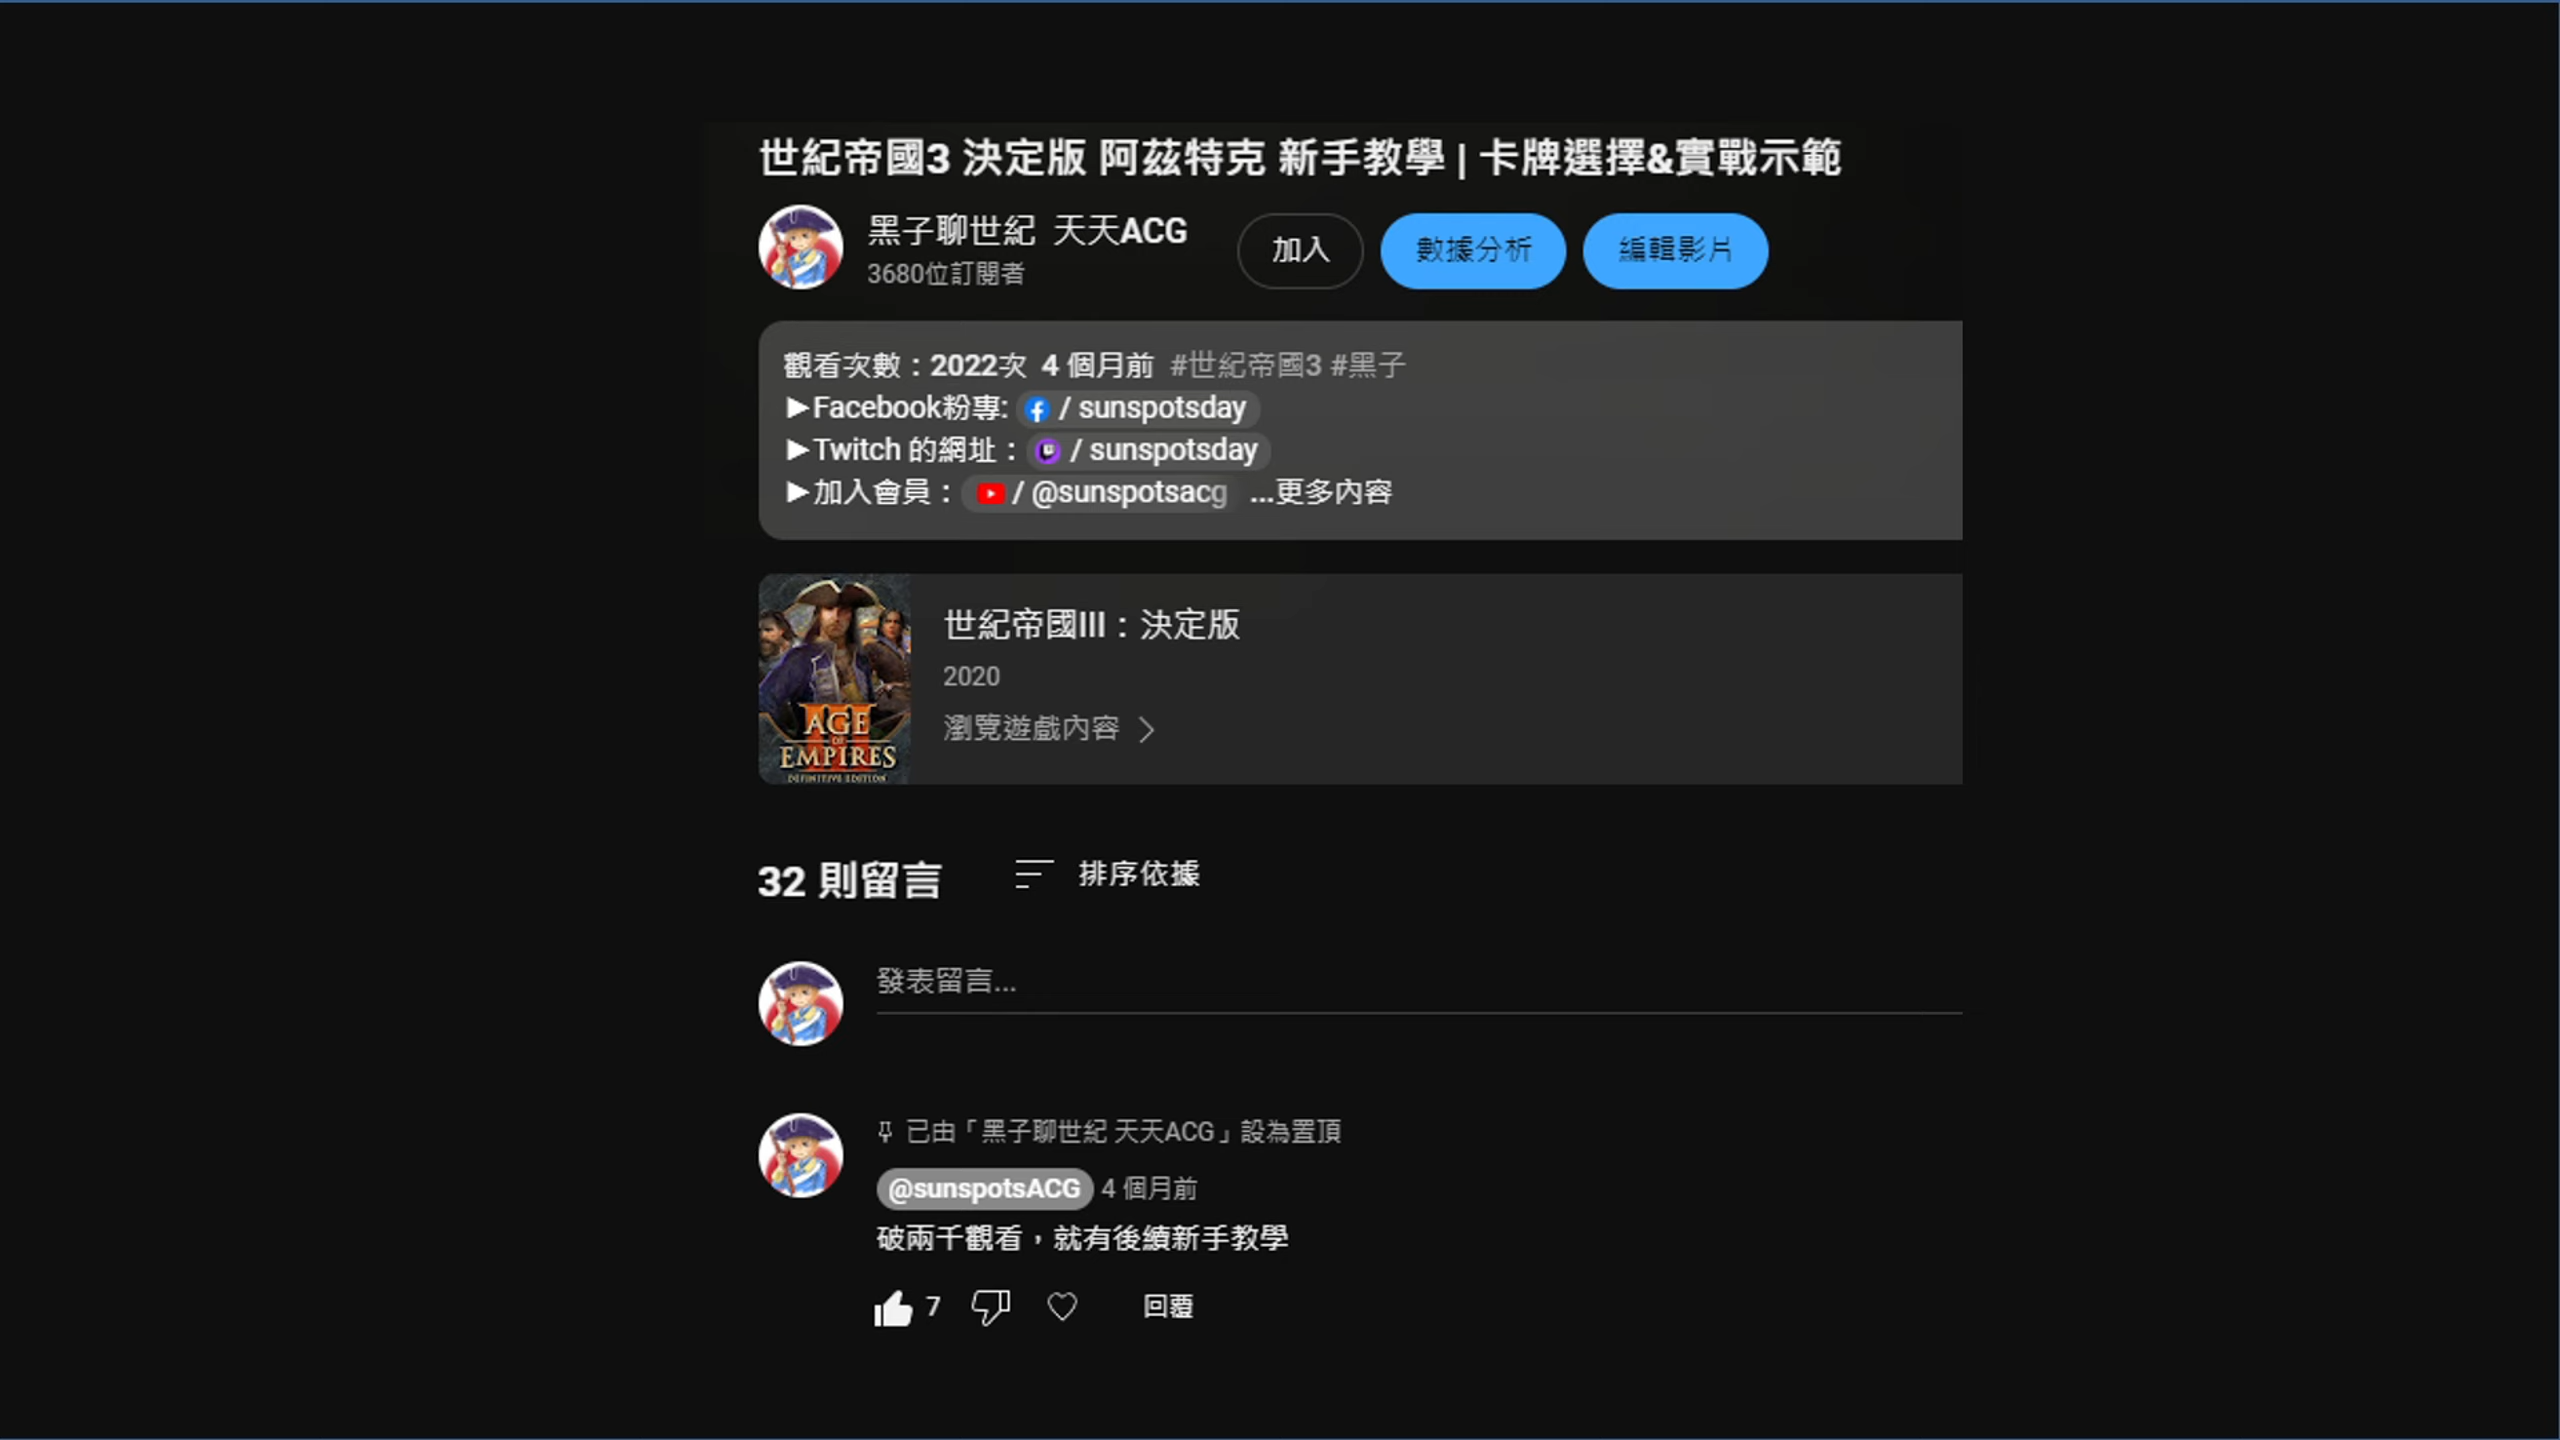 世紀帝國3 決定版 阿茲特克 新手教學 | 卡牌選擇&實戰示範
黑子聊世紀 天天ACG
3680位訂閱者
加入
數據分析
編輯影片
觀看次數：2022次 4 個月前 #世紀帝國3 #黑子
►Facebook粉專: / sunspotsday
►Twitch 的網址： / sunspotsday
►加入會員： / @sunspotsacg ...更多內容
世紀帝國III：決定版
2020
瀏覽遊戲內容
AGE
OF
EMPIRES
III
DEFINITIVE EDITION
32 則留言
排序依據
發表留言...
已由「黑子聊世紀 天天ACG」設為置頂
@sunspotsACG 4 個月前
破兩千觀看，就有後續新手教學
7
回覆